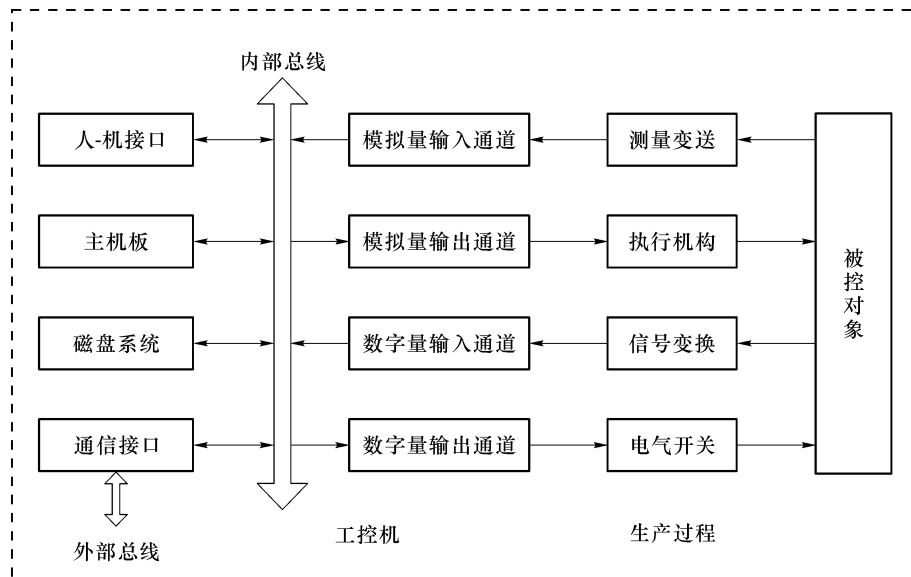 内部总线
人-机接口
模拟量输入通道
测量变送
主机板
模拟量输出通道
执行机构
被控对象
磁盘系统
数字量输入通道
信号变换
通信接口
数字量输出通道
电气开关
外部总线
工控机
生产过程